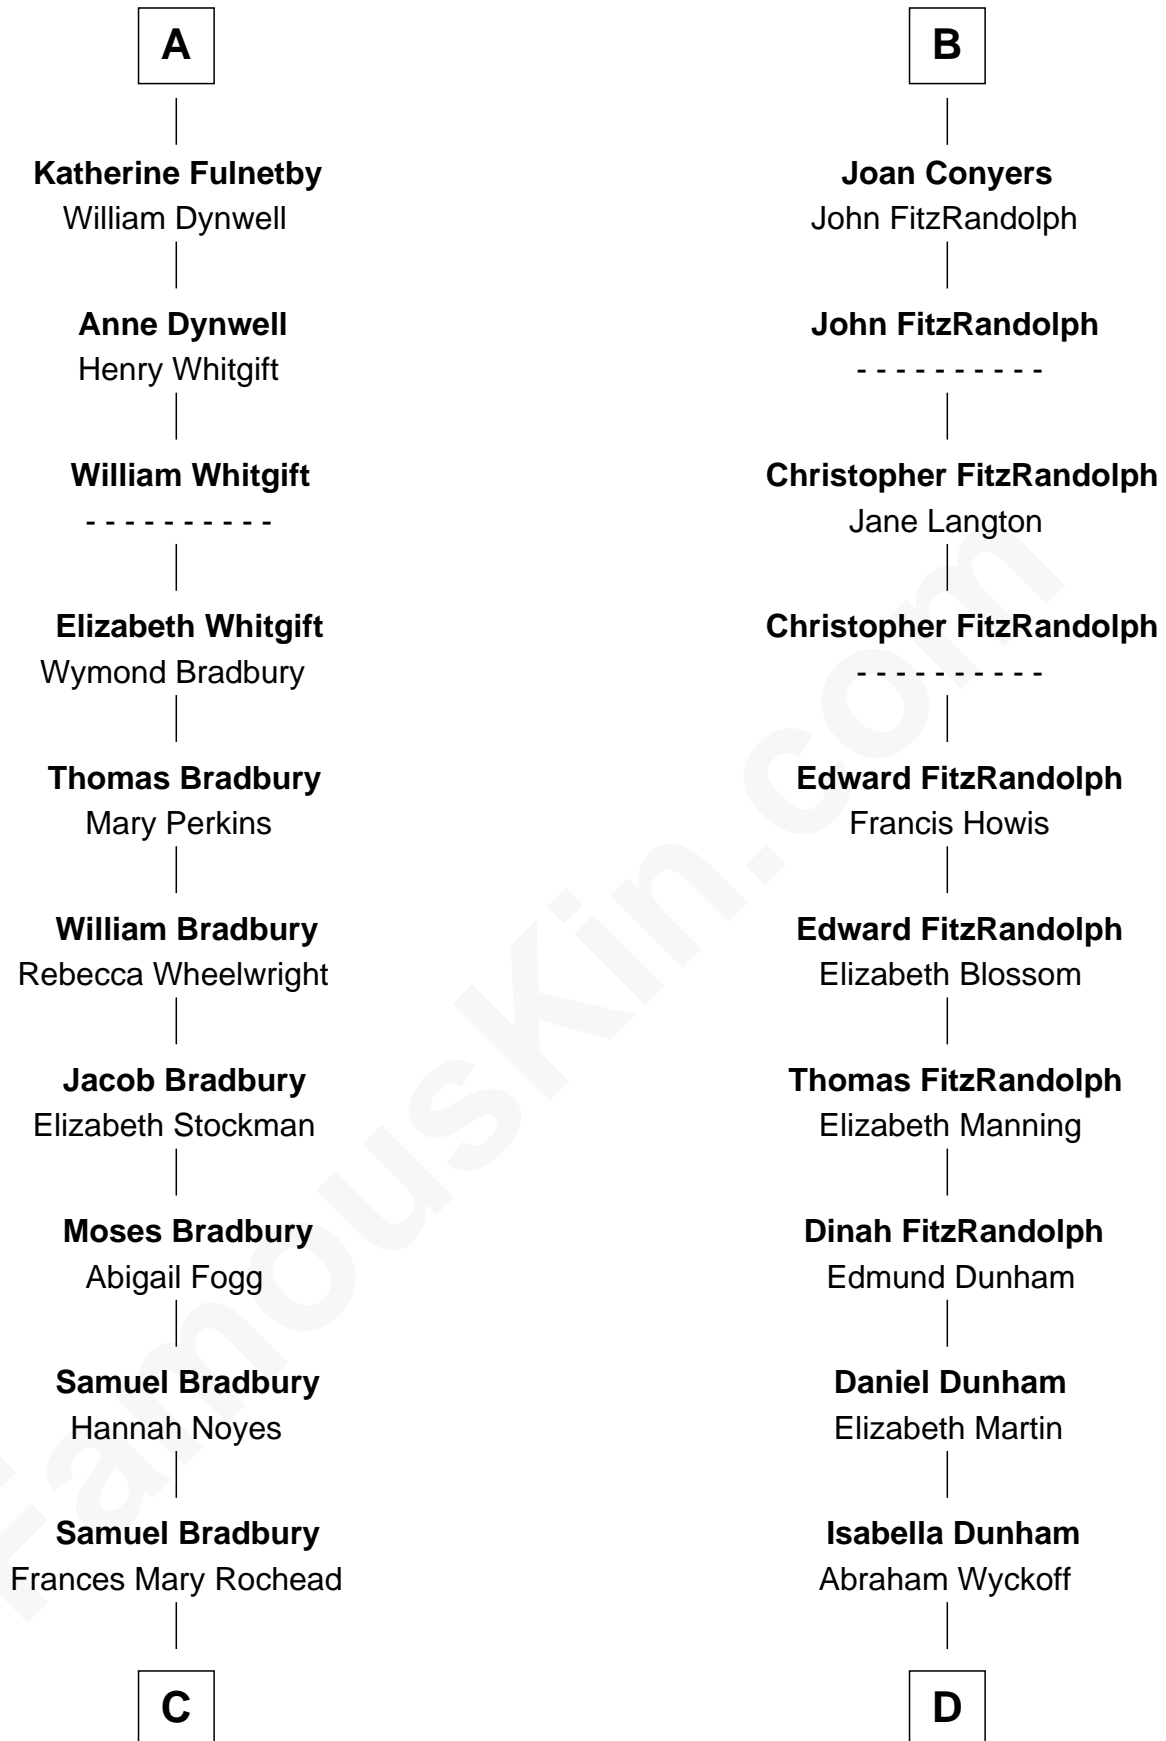 A
Katherine Fulnetby
William Dynwell
Anne Dynwell
Henry Whitgift
William Whitgift
- - - - - - - - - -
Elizabeth Whitgift
Wymond Bradbury
Thomas Bradbury
Mary Perkins
William Bradbury
Rebecca Wheelwright
Jacob Bradbury
Elizabeth Stockman
Moses Bradbury
Abigail Fogg
Samuel Bradbury
Hannah Noyes
Samuel Bradbury
Frances Mary Rochead
C
B
Joan Conyers
John FitzRandolph
John FitzRandolph
- - - - - - - - - -
Christopher FitzRandolph
Jane Langton
Christopher FitzRandolph
- - - - - - - - - -
Edward FitzRandolph
Francis Howis
Edward FitzRandolph
Elizabeth Blossom
Thomas FitzRandolph
Elizabeth Manning
Dinah FitzRandolph
Edmund Dunham
Daniel Dunham
Elizabeth Martin
Isabella Dunham
Abraham Wyckoff
D
FamousKin.com